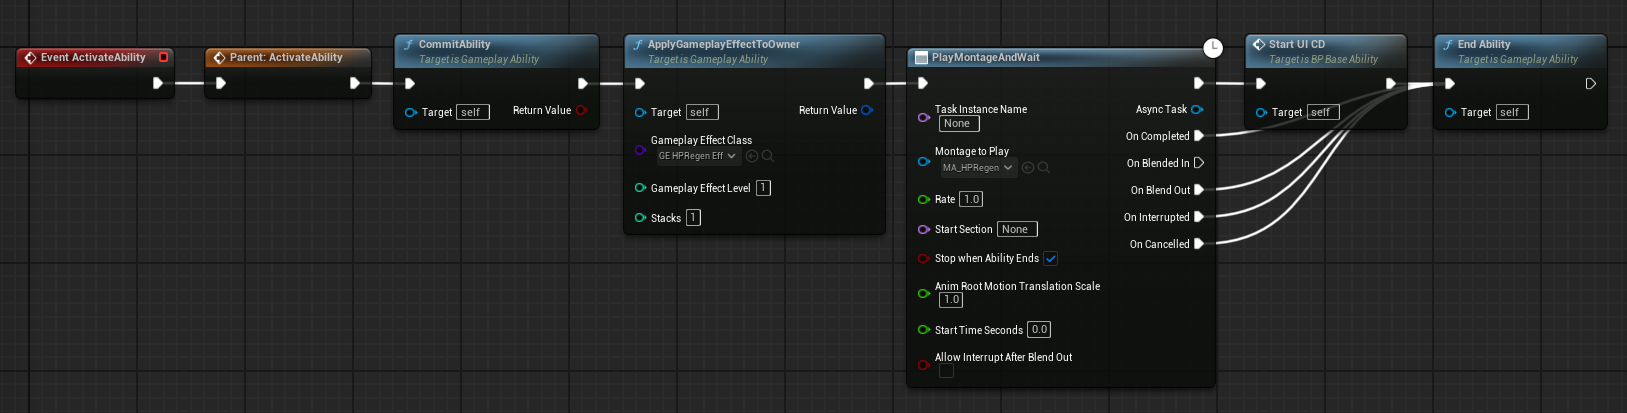 Event ActivateAbility
Parent: ActivateAbility
CommitAbility
Target is Gameplay Ability
Target self
Return Value
ApplyGameplayEffectToOwner
Target is Gameplay Ability
Target self
Return Value
Gameplay Effect Class
GE HPRegen Eff
Gameplay Effect Level 1
Stacks 1
PlayMontageAndWait
Task Instance Name
None
Async Task
On Completed
Montage to Play
MA_HPRegen
On Blended In
On Blend Out
Rate 1.0
On Interrupted
Start Section None
On Cancelled
Stop when Ability Ends
Anim Root Motion Translation Scale
1.0
Start Time Seconds 0.0
Allow Interrupt After Blend Out
Start UI CD
Target is BP Base Ability
Target self
End Ability
Target is Gameplay Ability
Target self